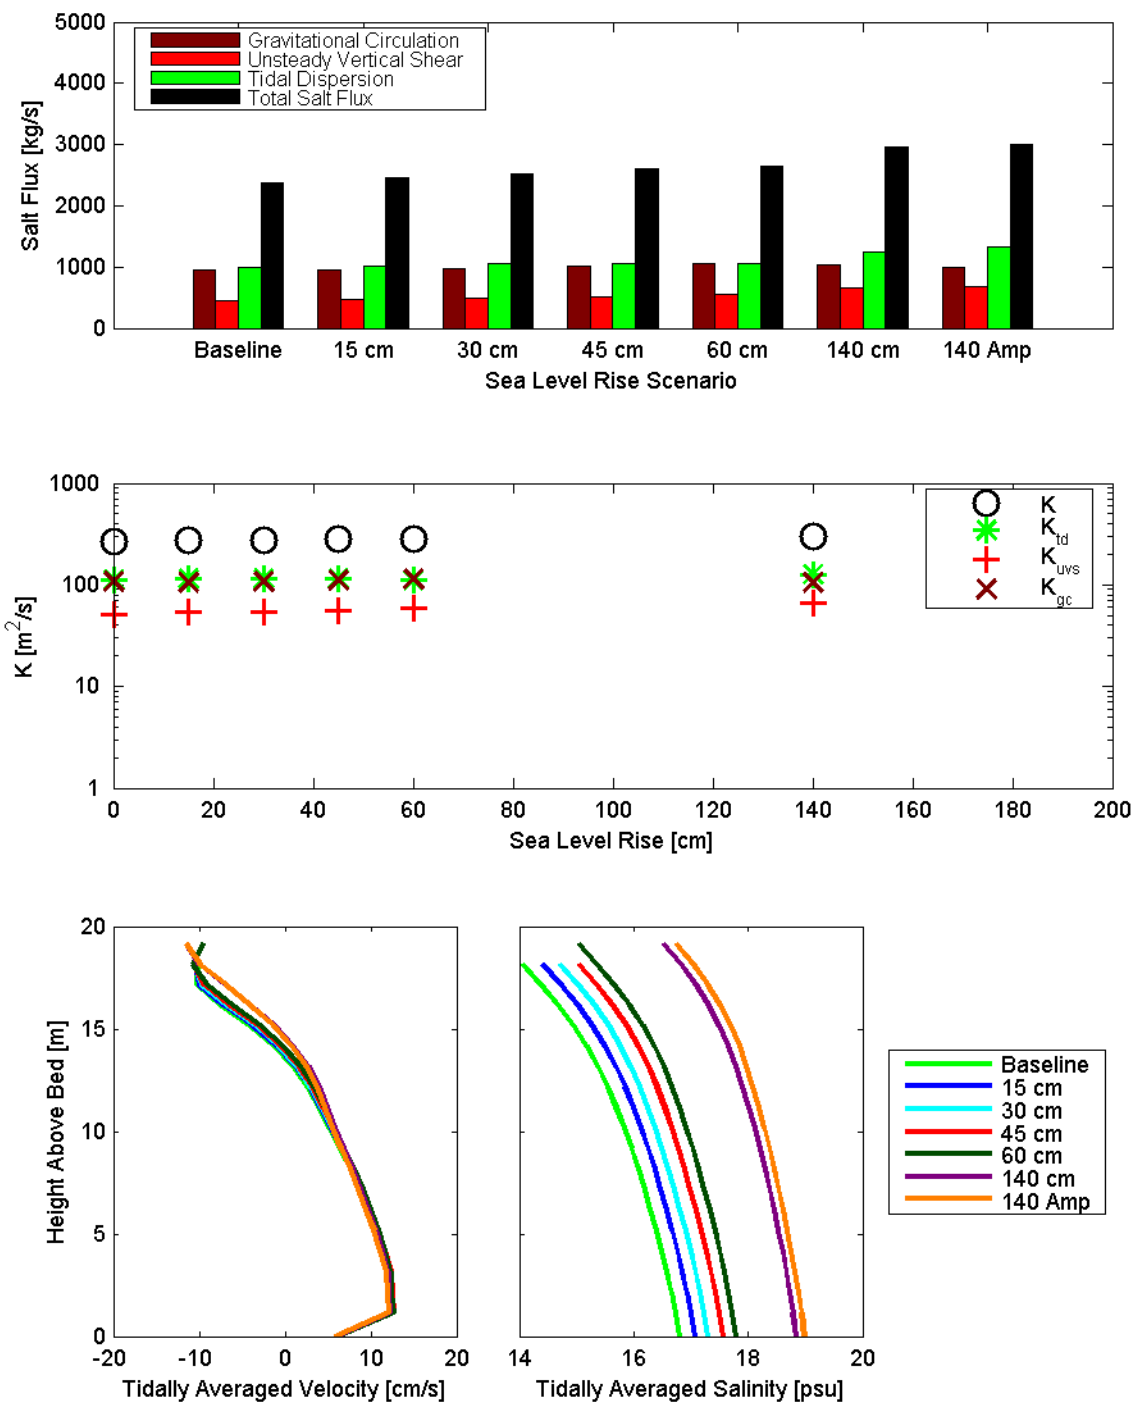 5000
4000
3000
2000
1000
0
Salt Flux [kg/s]
Gravitational Circulation
Unsteady Vertical Shear
Tidal Dispersion
Total Salt Flux
Baseline 15 cm 30 cm 45 cm 60 cm 140 cm 140 Amp
Sea Level Rise Scenario
1000
100
10
1
K [m²/s]
K
K_td
K_uvs
K_gc
0 20 40 60 80 100 120 140 160 180 200
Sea Level Rise [cm]
20
15
10
5
0
Height Above Bed [m]
-20 -10 0 10 20
Tidally Averaged Velocity [cm/s]
14 16 18 20
Tidally Averaged Salinity [psu]
Baseline
15 cm
30 cm
45 cm
60 cm
140 cm
140 Amp